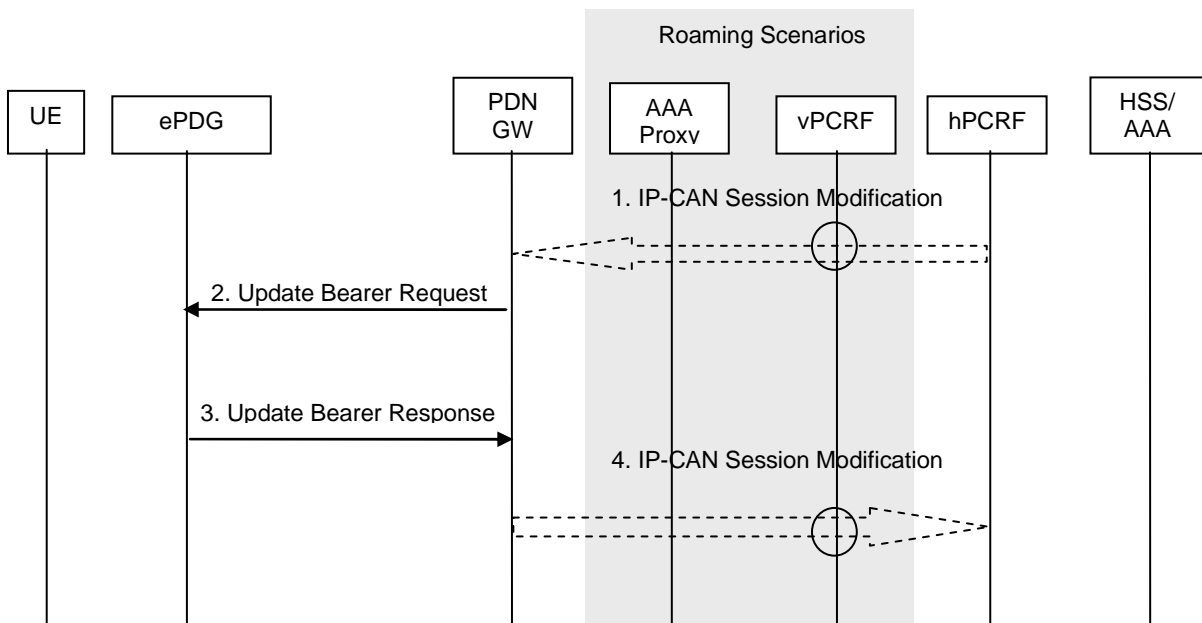 Roaming Scenarios
UE
ePDG
PDN
GW
AAA
Proxy
vPCRF
hPCRF
HSS/
AAA
1. IP-CAN Session Modification
2. Update Bearer Request
3. Update Bearer Response
4. IP-CAN Session Modification